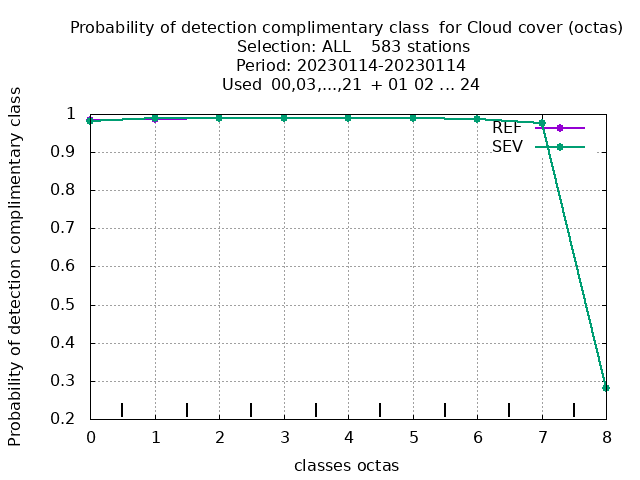 Probability of detection complimentary class  for Cloud cover (octas)
Selection: ALL    583 stations
Period: 20230114-20230114
Used  00,03,...,21  + 01 02 ... 24
Probability of detection complimentary class
1
0.9
0.8
0.7
0.6
0.5
0.4
0.3
0.2
REF
SEV
0 1 2 3 4 5 6 7 8
classes octas